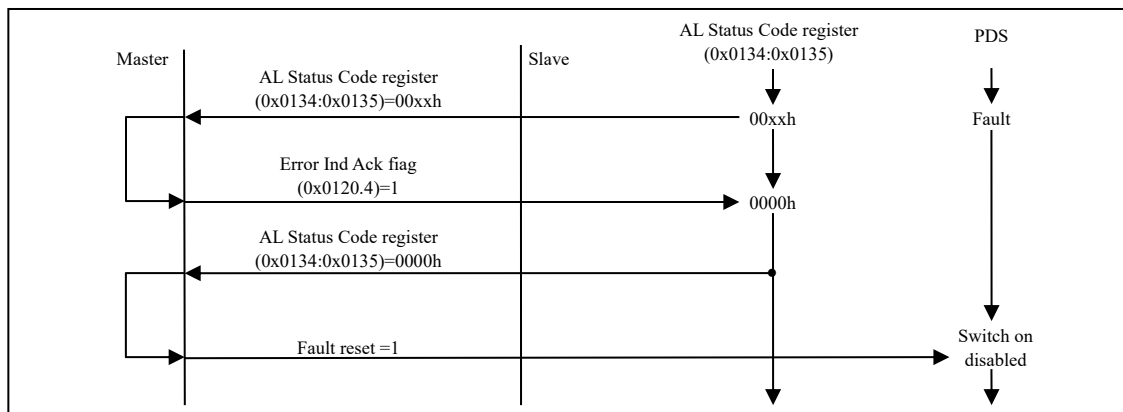 AL Status Code register
(0x0134:0x0135)
PDS
Master
Slave
AL Status Code register
(0x0134:0x0135)=00xxh
00xxh
Fault
Error Ind Ack fiag
(0x0120.4)=1
0000h
AL Status Code register
(0x0134:0x0135)=0000h
Fault reset =1
Switch on
disabled